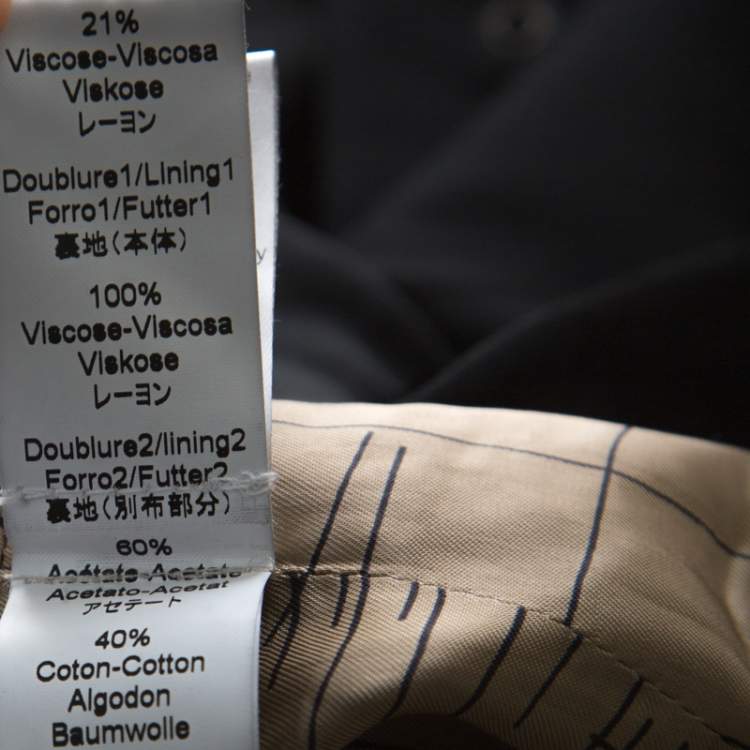 21%
Viscose-Viscosa
Viskose
レーヨン
Doublure1/Lining1
Forro1/Futter1
裏地(本体)
100%
Viscose-Viscosa
Viskose
レーヨン
Doublure2/lining2
Forro2/Futter2
裏地(別布部分)
60%
Acétate-Acetate
Acetato-Acetat
アセテート
40%
Coton-Cotton
Algodon
Baumwolle